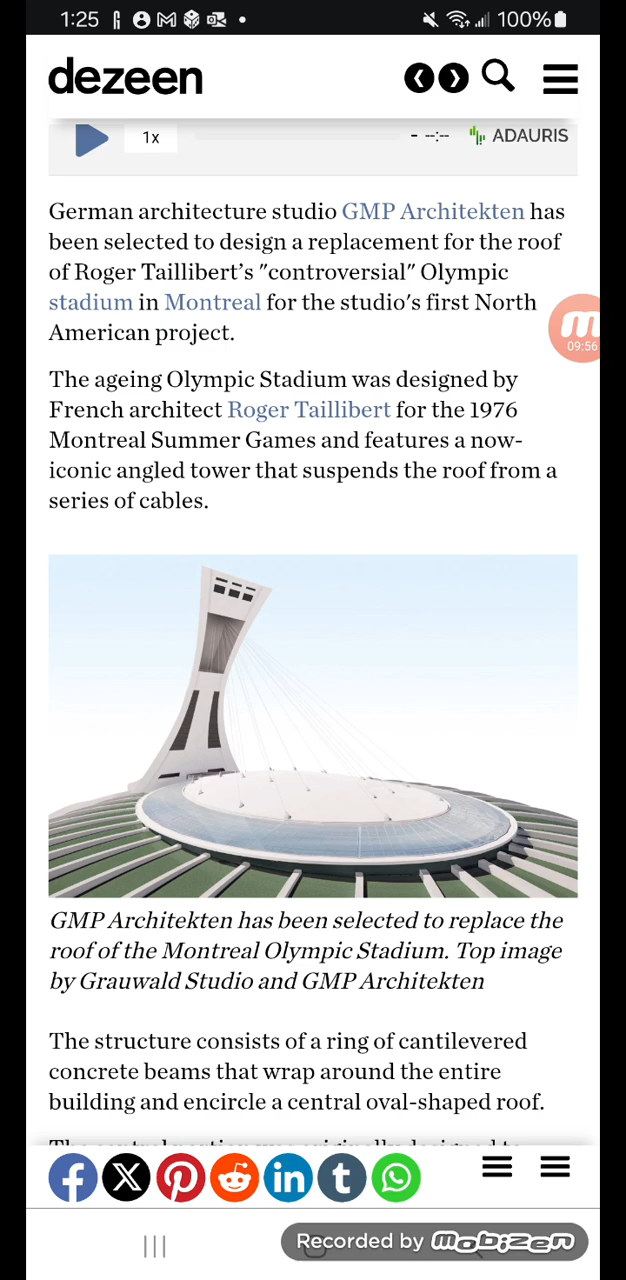 1:25
100%
dezeen
1x
- --:--
ADAURIS
German architecture studio GMP Architekten has
been selected to design a replacement for the roof
of Roger Taillibert’s "controversial" Olympic
stadium in Montreal for the studio's first North
American project.
09:56
The ageing Olympic Stadium was designed by
French architect Roger Taillibert for the 1976
Montreal Summer Games and features a now-
iconic angled tower that suspends the roof from a
series of cables.
GMP Architekten has been selected to replace the
roof of the Montreal Olympic Stadium. Top image
by Grauwald Studio and GMP Architekten
The structure consists of a ring of cantilevered
concrete beams that wrap around the entire
building and encircle a central oval-shaped roof.
Recorded by mobizen